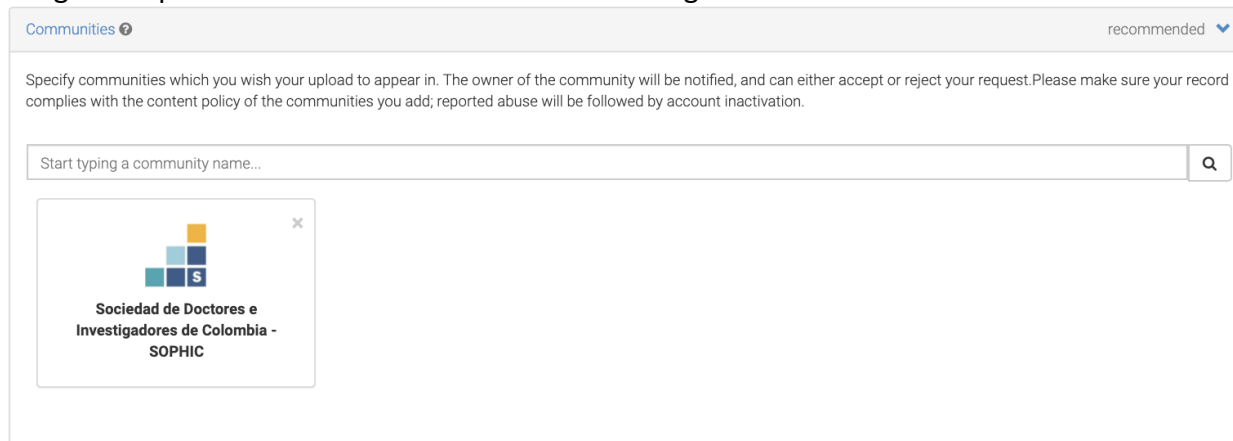 Communities
recommended
Specify communities which you wish your upload to appear in. The owner of the community will be notified, and can either accept or reject your request.Please make sure your record
complies with the content policy of the communities you add; reported abuse will be followed by account inactivation.
Start typing a community name...
S
Sociedad de Doctores e
Investigadores de Colombia -
SOPHIC